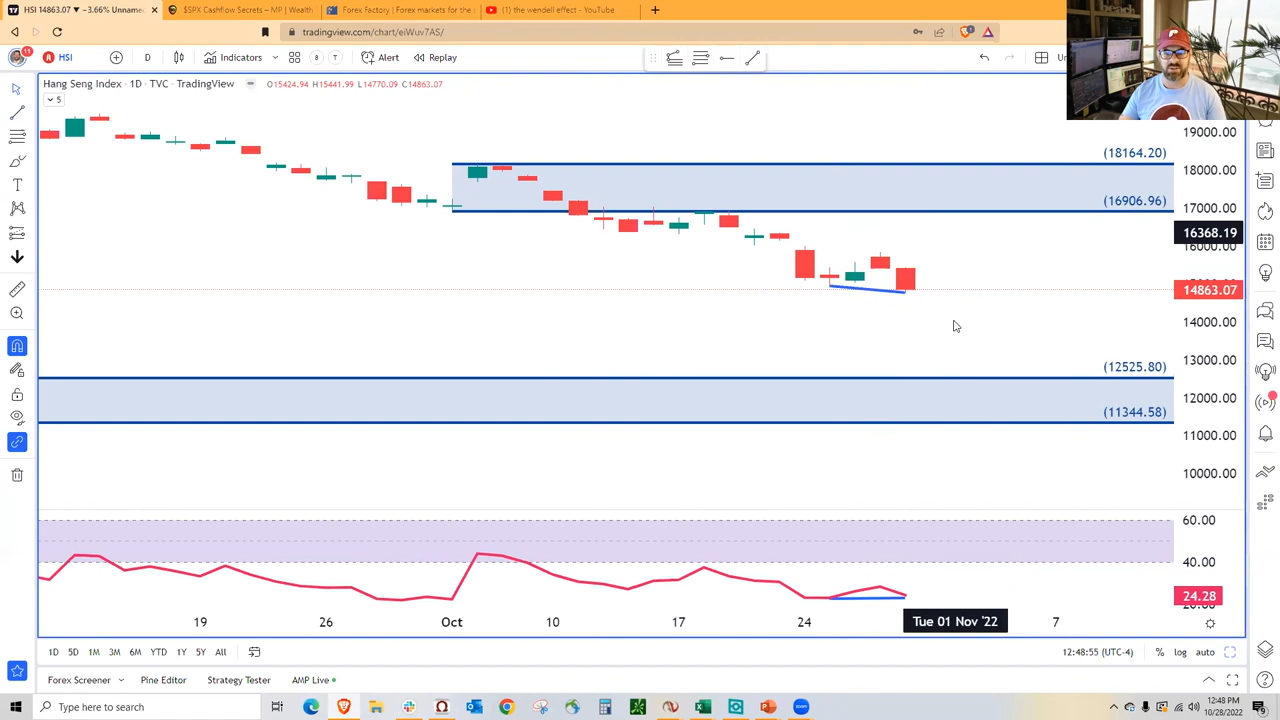 HSI 14863.07 ▼ −3.66% Unname
$SPX Cashflow Secrets – MP | Wealth
Forex Factory | Forex markets for the
(1) the wendell effect - YouTube
tradingview.com/chart/eiWuv7AS/
11
HSI
D
Indicators
8
T
Alert
Replay
Hang Seng Index · 1D · TVC · TradingView
O15424.94 H15441.99 L14770.09 C14863.07
5
19000.00
(18164.20)
18000.00
(16906.96)
17000.00
16368.19
16000.00
14863.07
14000.00
13000.00
(12525.80)
12000.00
(11344.58)
11000.00
10000.00
60.00
40.00
24.28
19
26
Oct
10
17
24
Tue 01 Nov '22
7
1D 5D 1M 3M 6M YTD 1Y 5Y All
12:48:55 (UTC-4)
% log auto
Forex Screener
Pine Editor
Strategy Tester
AMP Live
Type here to search
12:48 PM
10/28/2022